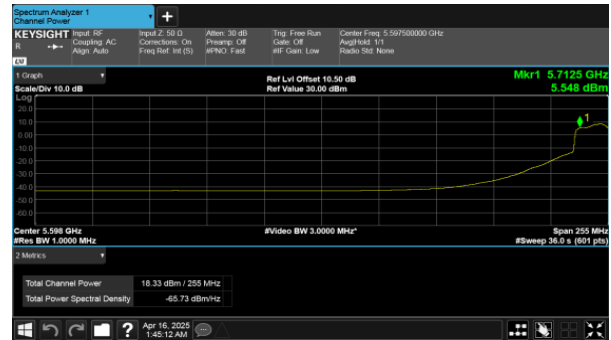 Spectrum Analyzer 1
Channel Power
KEYSIGHT
R
LVI
Input: RF
Coupling: AC
Align: Auto
Input Z: 50 Ω
Corrections: On
Freq Ref: Int (S)
Atten: 30 dB
Preamp: Off
#PNO: Fast
Trig: Free Run
Gate: Off
#IF Gain: Low
Center Freq: 5.597500000 GHz
Avg|Hold: 1/1
Radio Std: None
1 Graph
Scale/Div 10.0 dB
Ref Lvl Offset 10.50 dB
Ref Value 30.00 dBm
Mkr1 5.7125 GHz
5.548 dBm
Log
20.0
10.0
0.00
-10.0
-20.0
-30.0
-40.0
-50.0
-60.0
1
Center 5.598 GHz
#Res BW 1.0000 MHz
#Video BW 3.0000 MHz*
Span 255 MHz
#Sweep 36.0 s (601 pts)
2 Metrics
Total Channel Power 18.33 dBm / 255 MHz
Total Power Spectral Density -65.73 dBm/Hz
?
Apr 16, 2025
1:45:12 AM